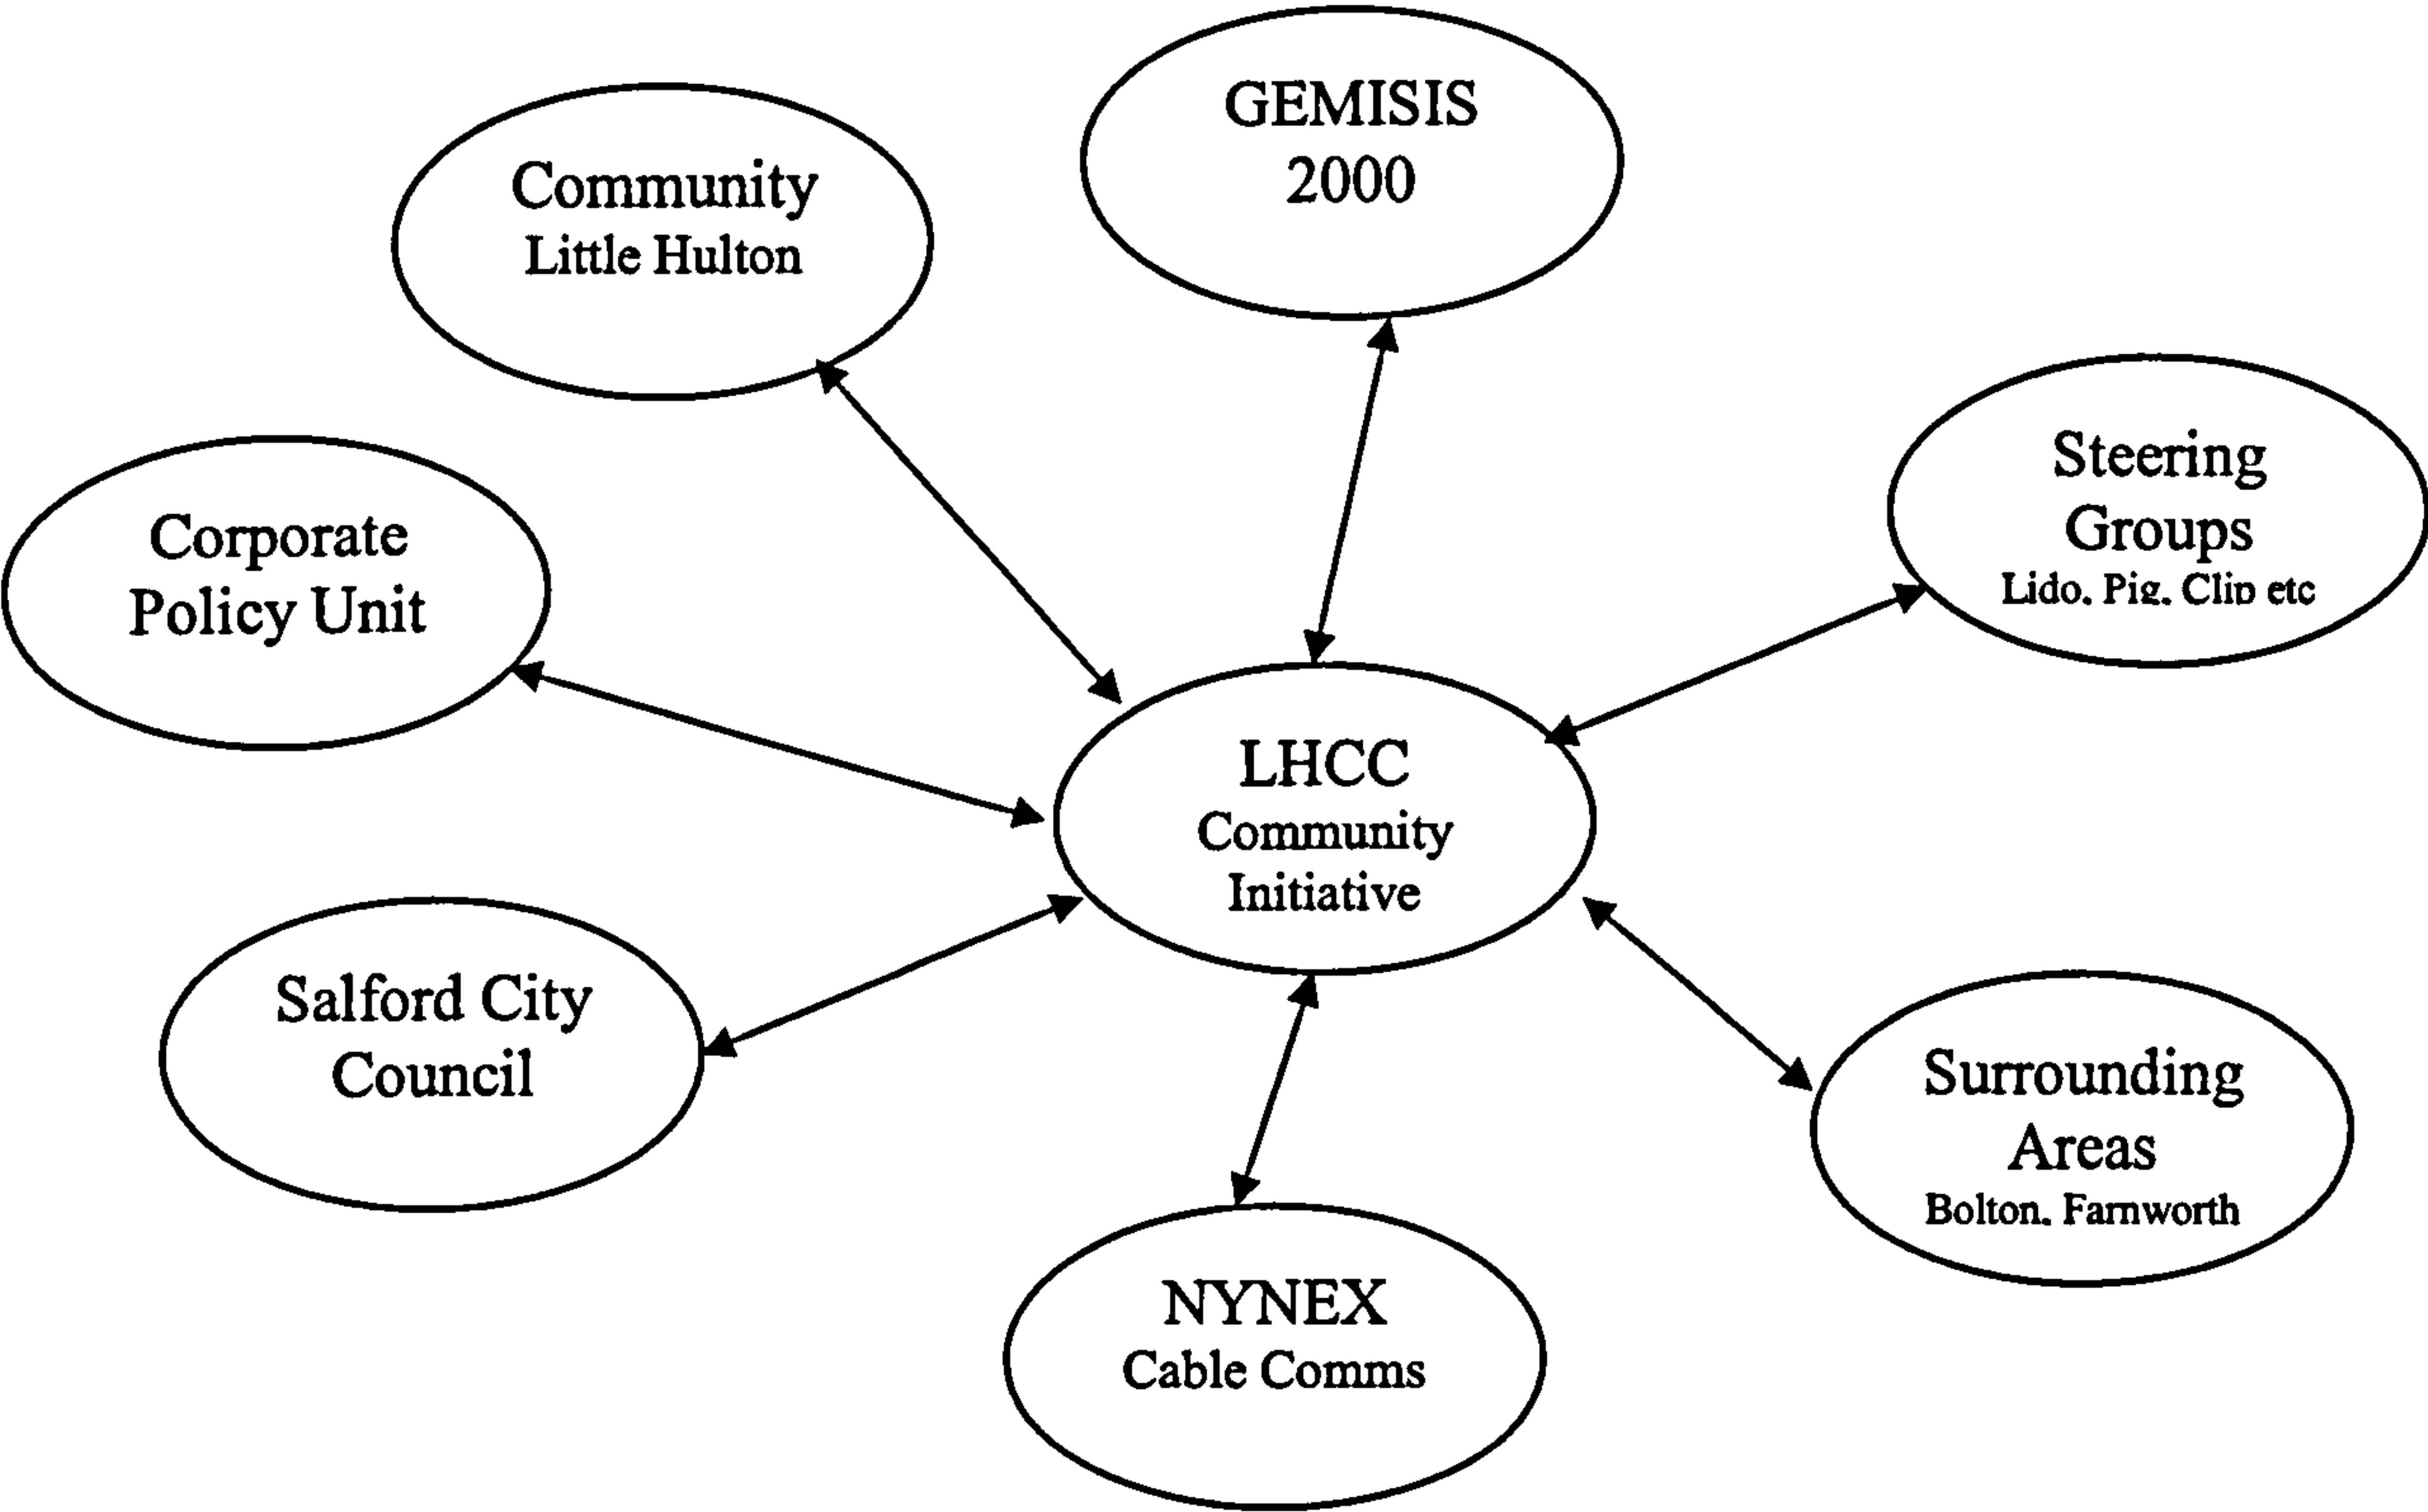 GEMISIS
2000
Community
Little Hulton
Steering
Groups
Lido. Pig. Clip etc
Corporate
Policy Unit
LHCC
Community
Initiative
Salford City
Council
Surrounding
Areas
Bolton. Farnworth
NYNEX
Cable Comms